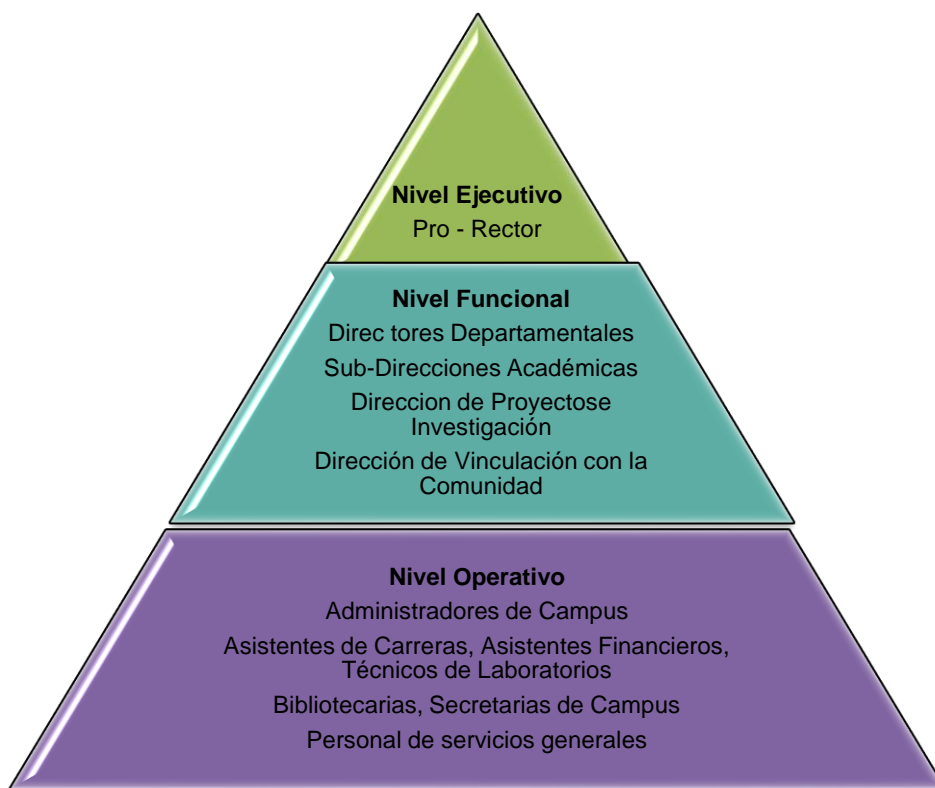 Nivel Ejecutivo
Pro - Rector
Nivel Funcional
Direc tores Departamentales
Sub-Direcciones Académicas
Direccion de Proyectose
Investigación
Dirección de Vinculación con la
Comunidad
Nivel Operativo
Administradores de Campus
Asistentes de Carreras, Asistentes Financieros,
Técnicos de Laboratorios
Bibliotecarias, Secretarias de Campus
Personal de servicios generales